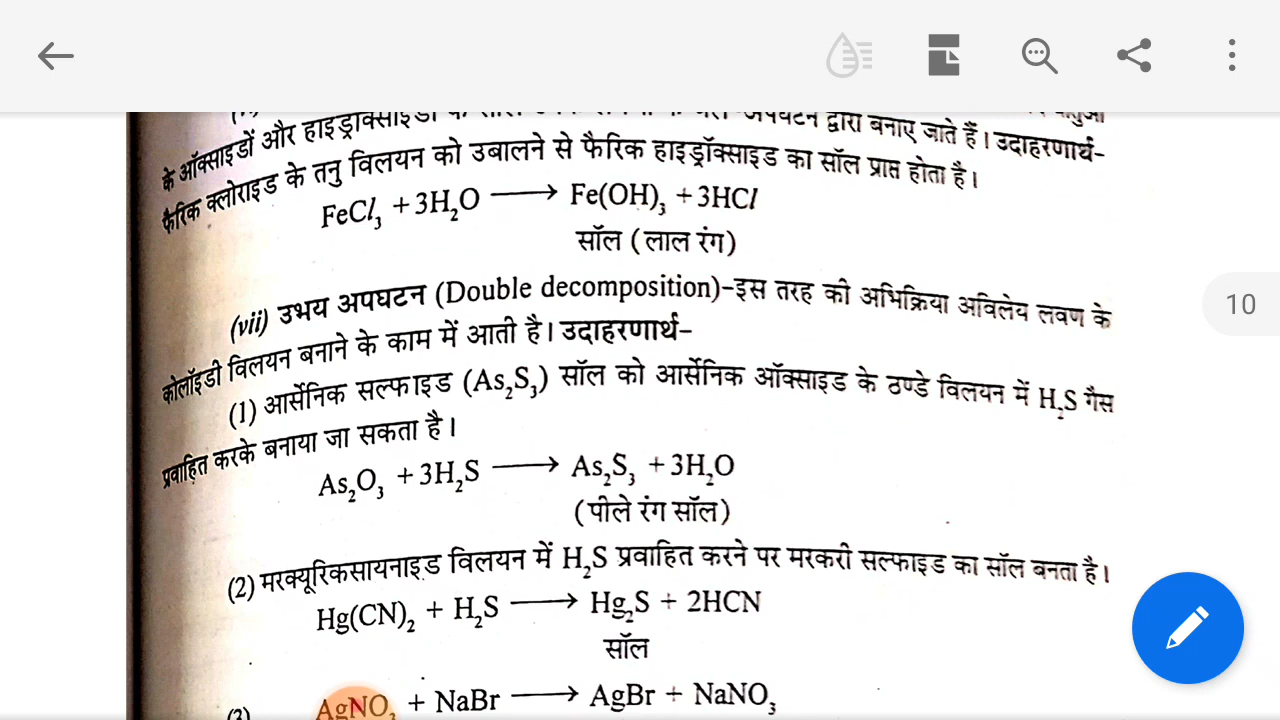 के ऑक्साइडों और हाइड्रॉक्साइडों अपघटन द्वारा बनाए जाते हैं। उदाहरणार्थ-
फैरिक क्लोराइड के तनु विलयन को उबालने से फैरिक हाइड्रॉक्साइड का सॉल प्राप्त होता है।
FeCl₃ + 3H₂O ⟶ Fe(OH)₃ + 3HCl
सॉल (लाल रंग)
(vii) उभय अपघटन (Double decomposition)-इस तरह की अभिक्रिया अविलेय लवण के
कोलॉइडी विलयन बनाने के काम में आती है। उदाहरणार्थ-
10
(1) आर्सेनिक सल्फाइड (As₂S₃) सॉल को आर्सेनिक ऑक्साइड के ठण्डे विलयन में H₂S गैस
प्रवाहित करके बनाया जा सकता है।
As₂O₃ + 3H₂S ⟶ As₂S₃ + 3H₂O
(पीले रंग सॉल)
(2) मरक्यूरिकसायनाइड विलयन में H₂S प्रवाहित करने पर मरकरी सल्फाइड का सॉल बनता है।
Hg(CN)₂ + H₂S ⟶ Hg₂S + 2HCN
सॉल
(3) AgNO₃ + NaBr ⟶ AgBr + NaNO₃